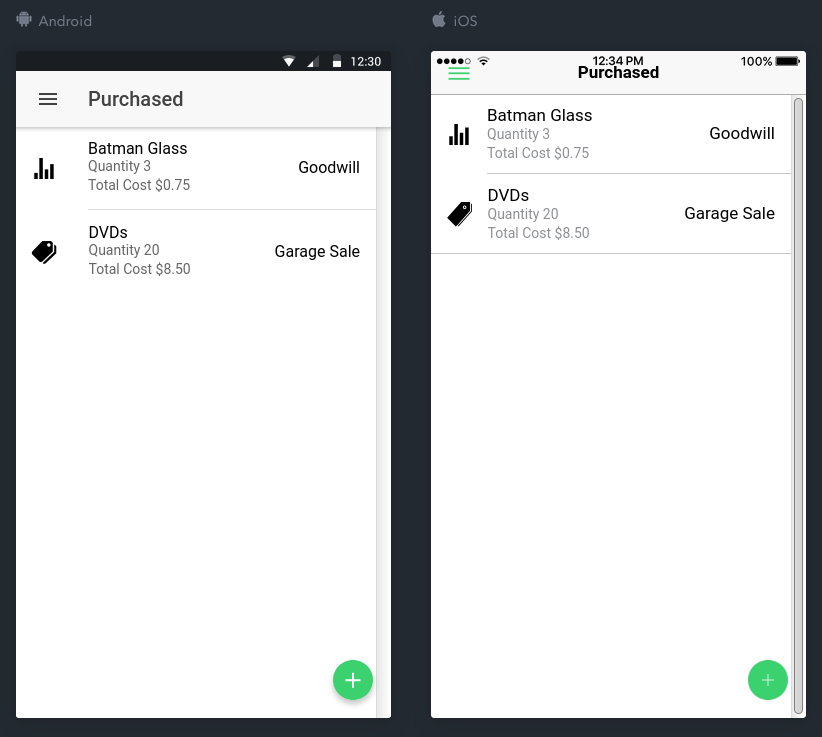 Android
12:30
Purchased
Batman Glass
Quantity 3
Total Cost $0.75
Goodwill
DVDs
Quantity 20
Total Cost $8.50
Garage Sale
iOS
12:34 PM
100%
Purchased
Batman Glass
Quantity 3
Total Cost $0.75
Goodwill
DVDs
Quantity 20
Total Cost $8.50
Garage Sale